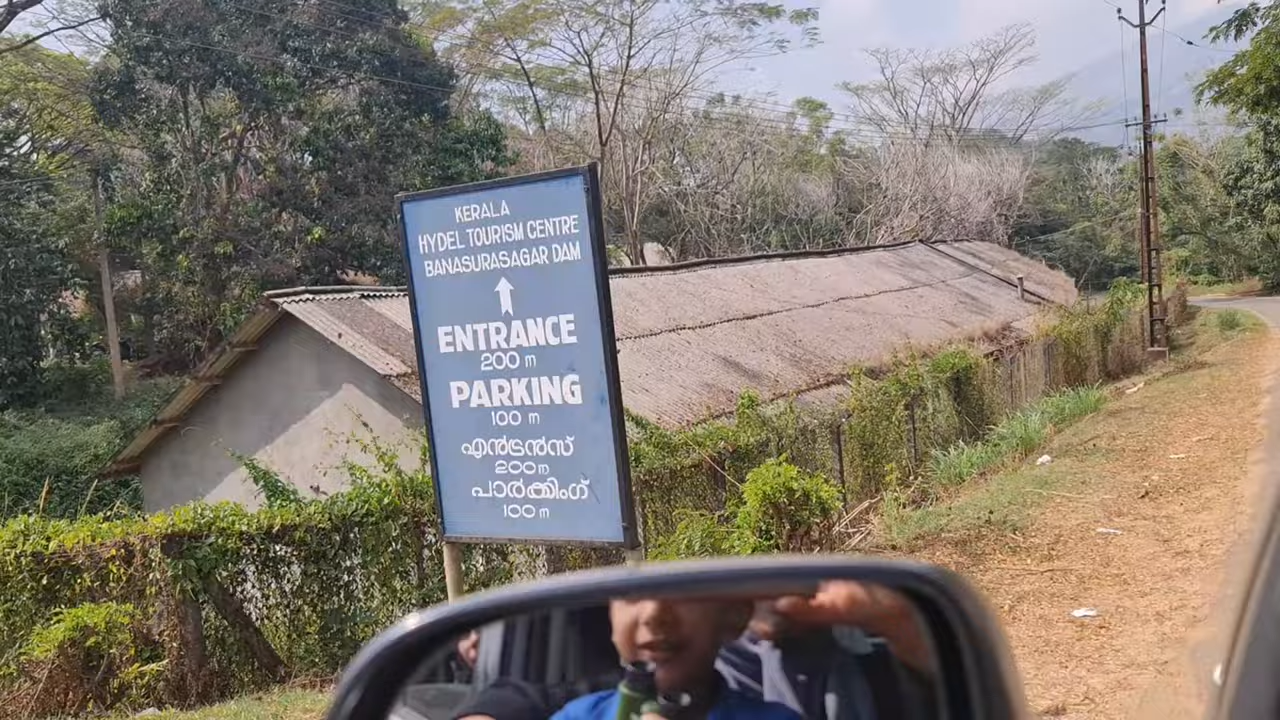 KERALA
HYDEL TOURISM CENTRE
BANASURASAGAR DAM
ENTRANCE
200 m
PARKING
100 m
എൻട്രൻസ്
200m
പാർക്കിംഗ്
100 m